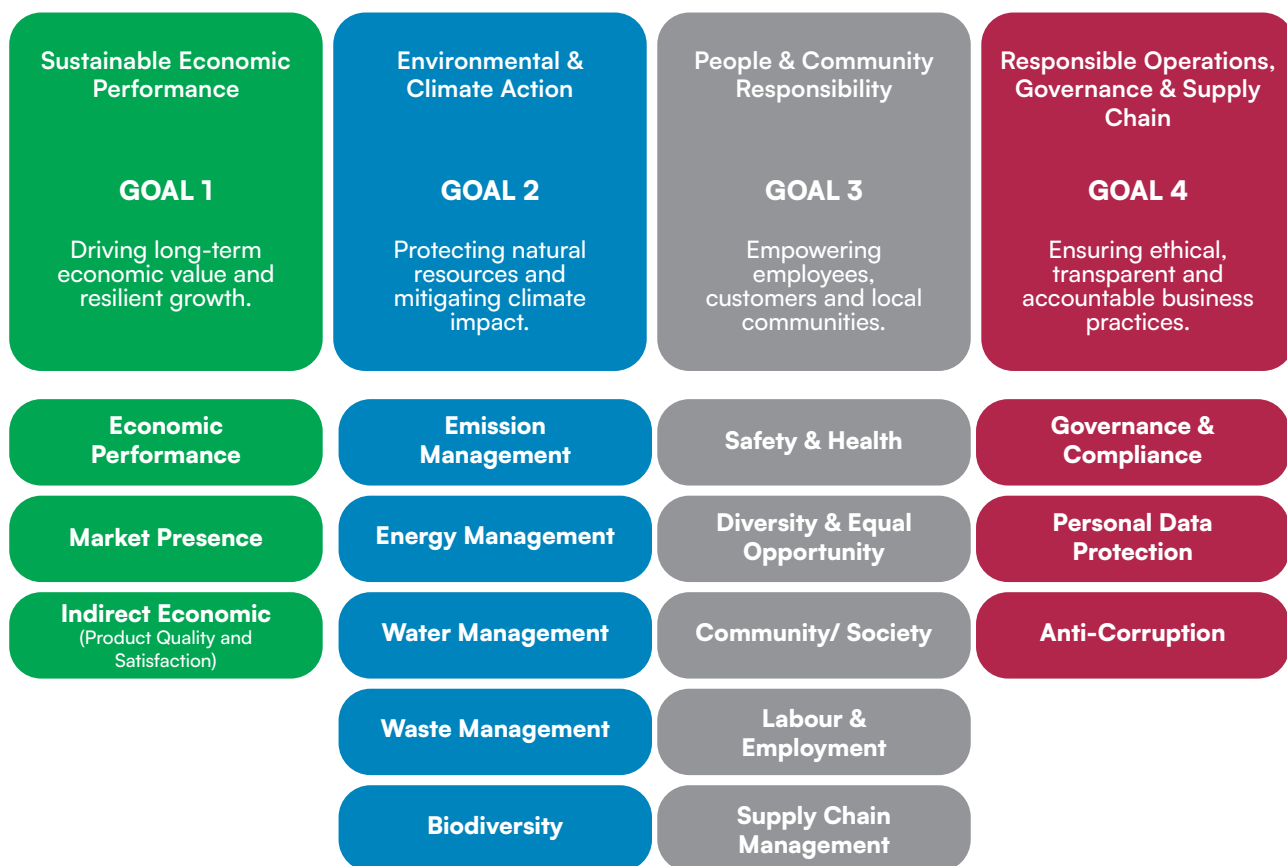 Sustainable Economic
Performance
GOAL 1
Driving long-term
economic value and
resilient growth.
Economic
Performance
Market Presence
Indirect Economic
(Product Quality and
Satisfaction)
Environmental &
Climate Action
GOAL 2
Protecting natural
resources and
mitigating climate
impact.
Emission
Management
Energy Management
Water Management
Waste Management
Biodiversity
People & Community
Responsibility
GOAL 3
Empowering
employees,
customers and local
communities.
Safety & Health
Diversity & Equal
Opportunity
Community/ Society
Labour &
Employment
Supply Chain
Management
Responsible Operations,
Governance & Supply
Chain
GOAL 4
Ensuring ethical,
transparent and
accountable business
practices.
Governance &
Compliance
Personal Data
Protection
Anti-Corruption